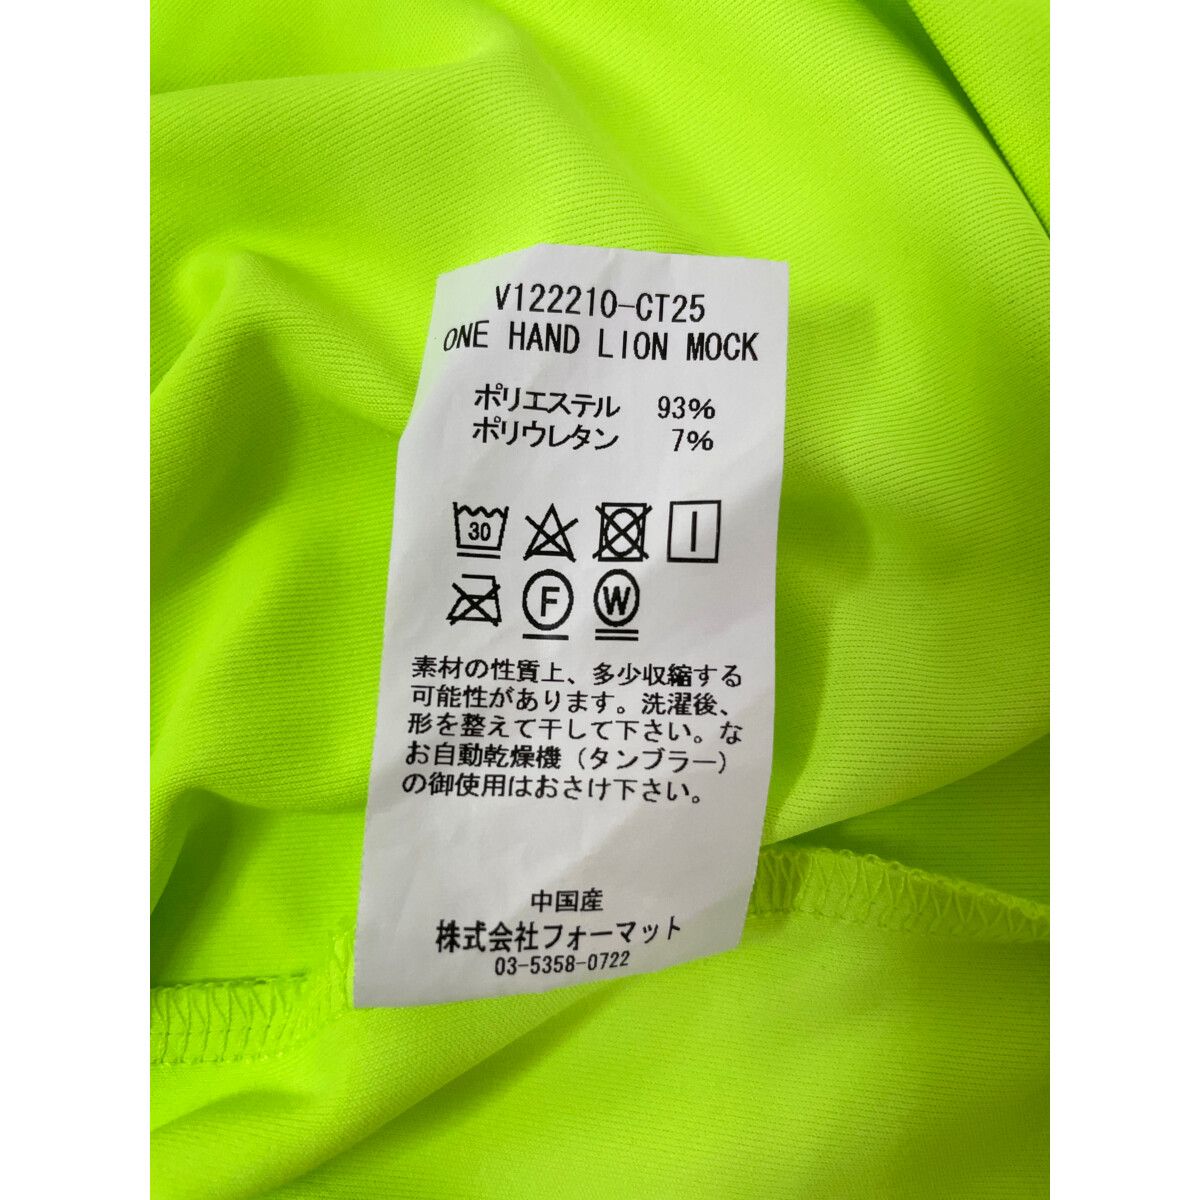 V122210-CT25
ONE HAND LION MOCK
ポリエステル 93%
ポリウレタン 7%
30
F W
素材の性質上、多少収縮する
可能性があります。洗濯後、
形を整えて干して下さい。な
お自動乾燥機（タンブラー）
の御使用はおさけ下さい。
中国産
株式会社フォーマット
03-5358-0722